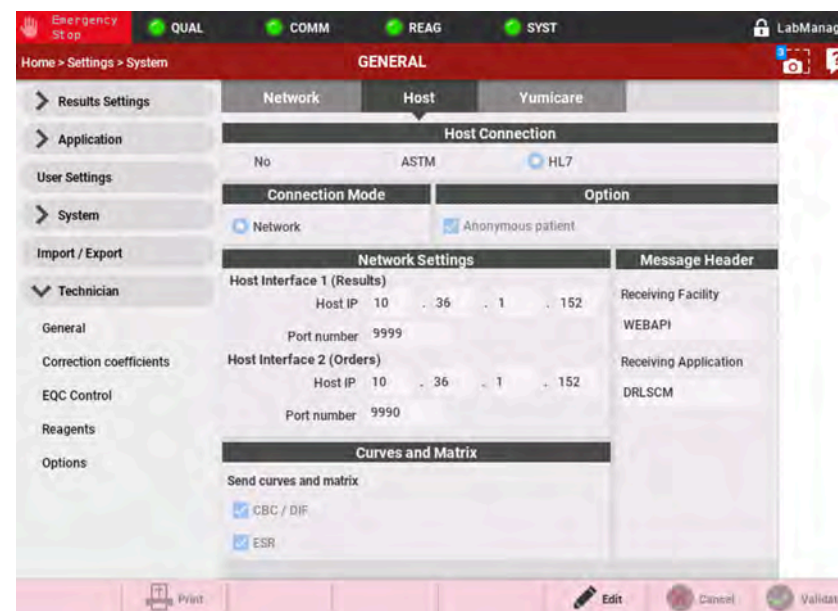 Emergency Stop QUAL COMM REAG SYST LabManag
Home > Settings > System GENERAL 3 ?
Results Settings
Application
User Settings
System
Import / Export
Technician
General
Correction coefficients
EQC Control
Reagents
Options
Network Host Yumicare
Host Connection
No ASTM HL7
Connection Mode Option
Network Anonymous patient
Network Settings Message Header
Host Interface 1 (Results)
Host IP 10 . 36 . 1 . 152
Port number 9999
Host Interface 2 (Orders)
Host IP 10 . 36 . 1 . 152
Port number 9990
Receiving Facility
WEBAPI
Receiving Application
DRLSCM
Curves and Matrix
Send curves and matrix
CBC / DIF
ESR
Print Edit Cancel Validat